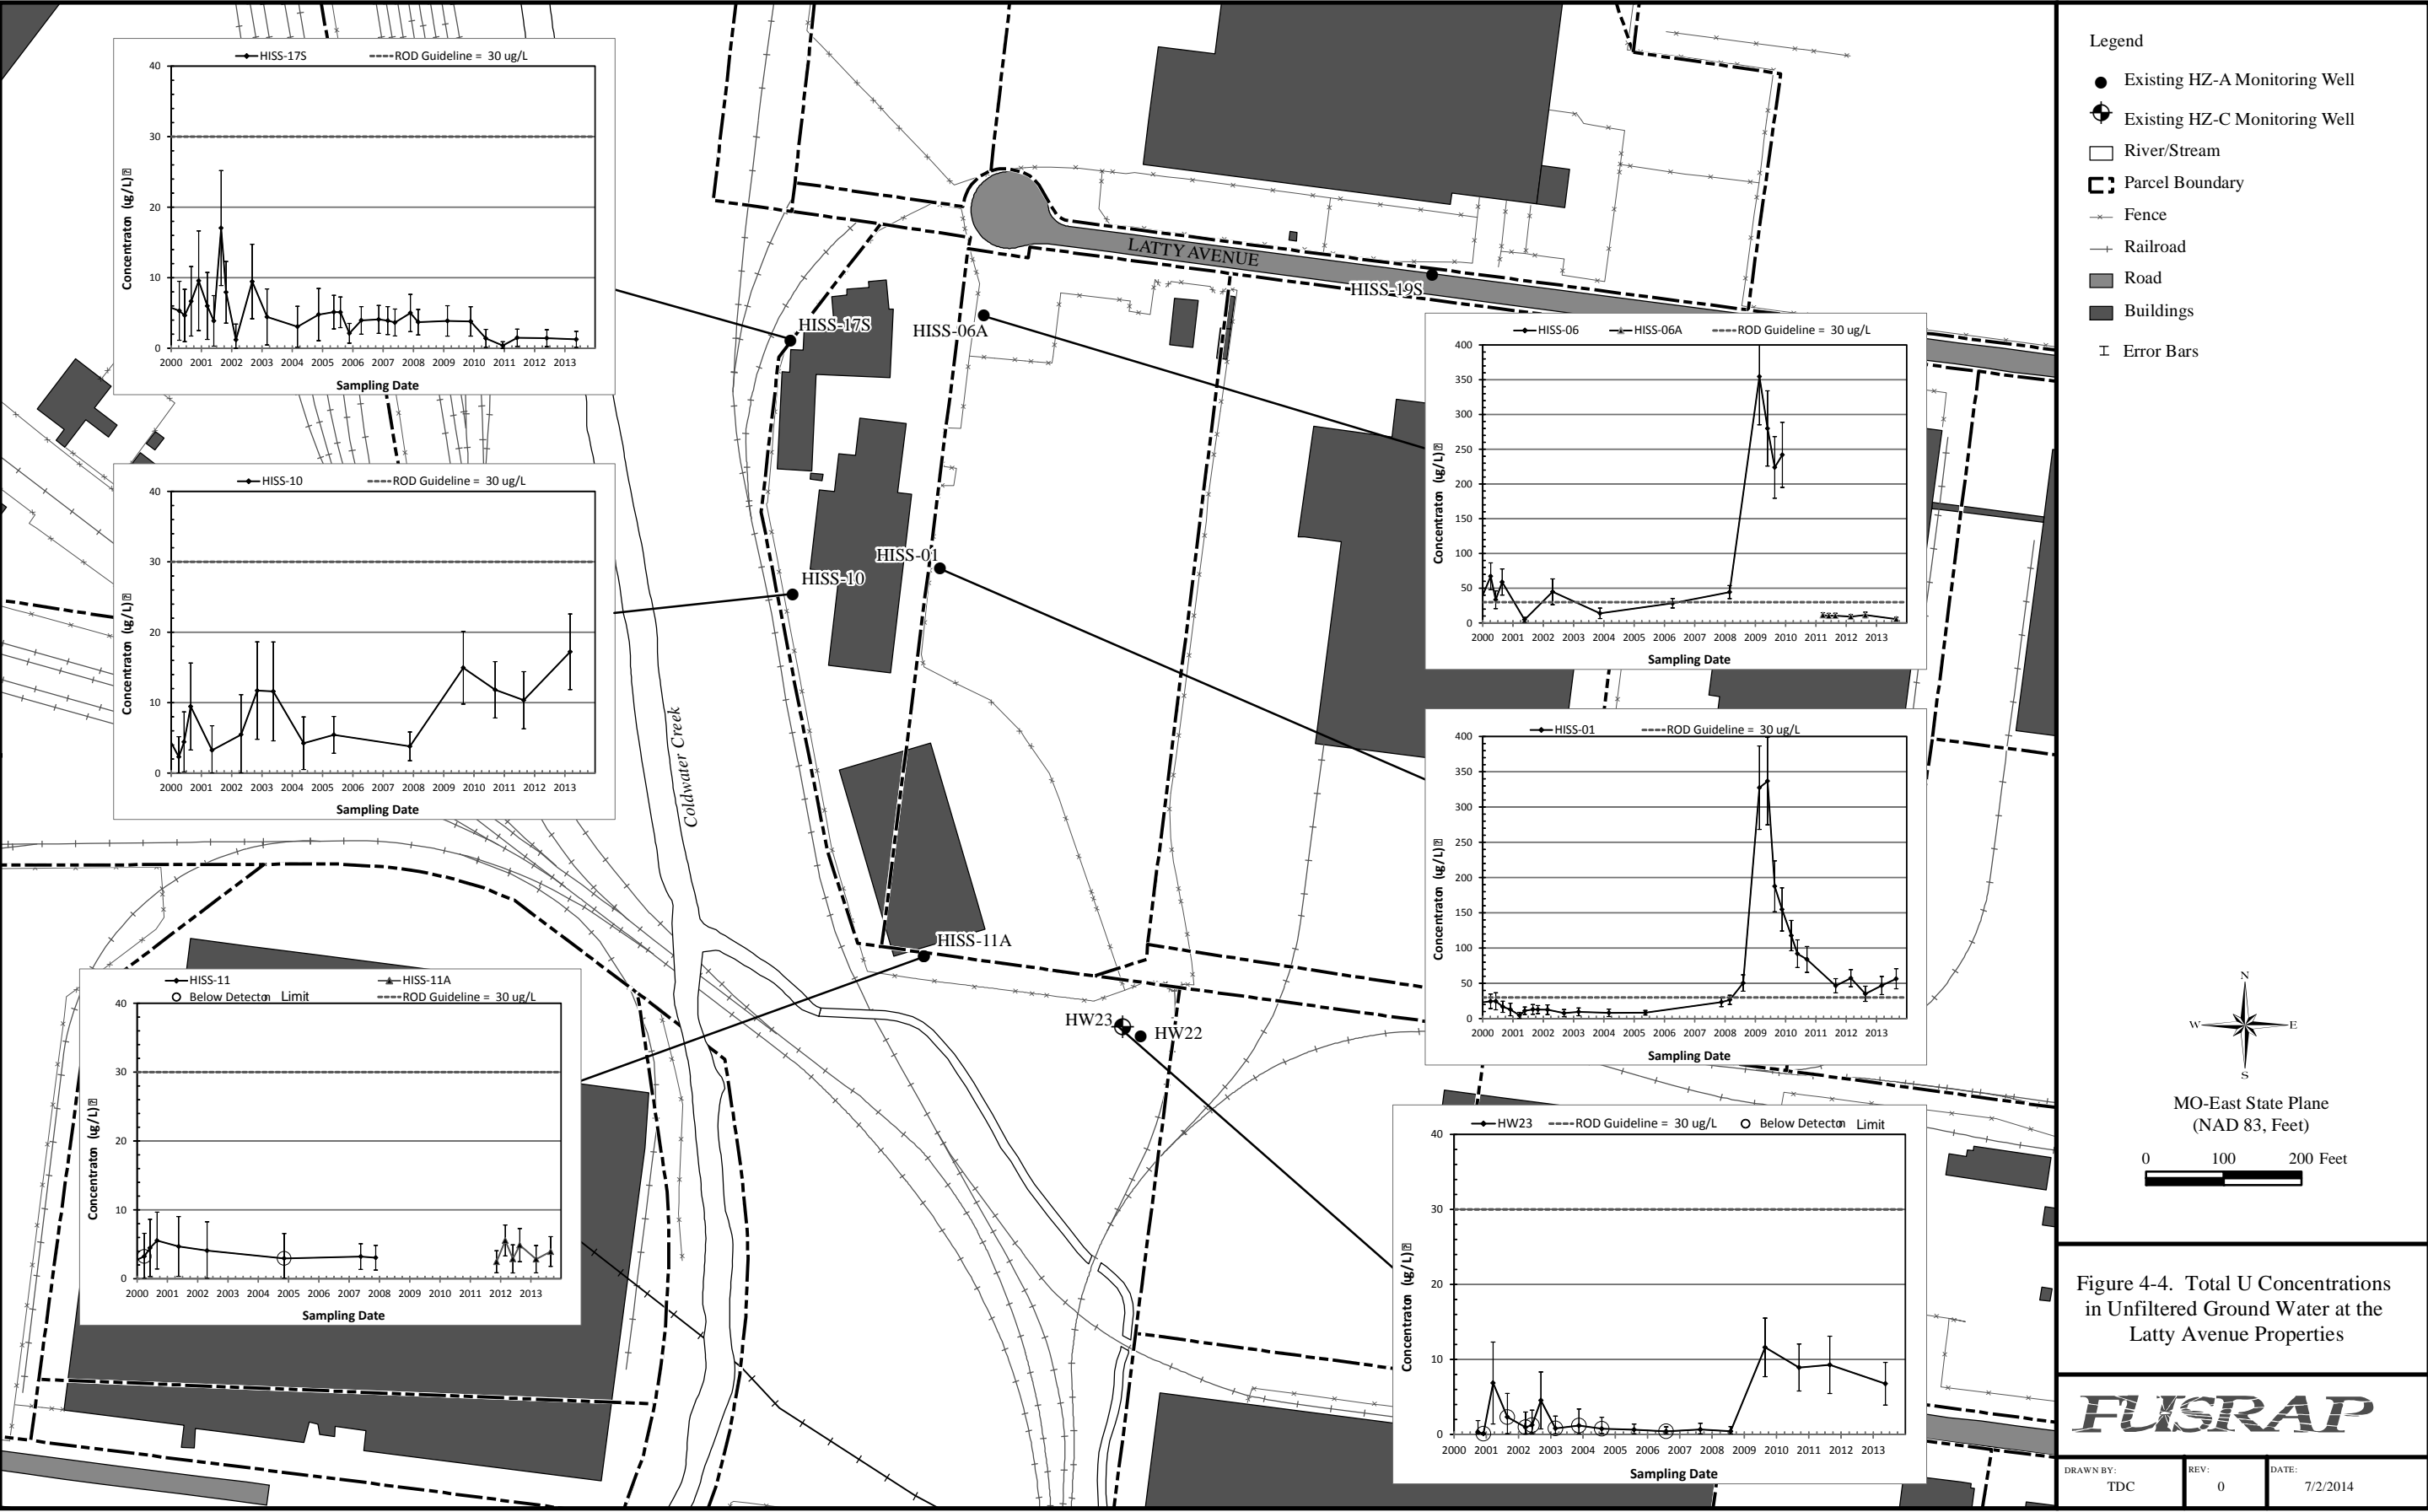 HISS-17S
ROD Guideline = 30 ug/L
Concentraton (ug/L)
40
30
20
10
0
2000 2001 2002 2003 2004 2005 2006 2007 2008 2009 2010 2011 2012 2013
Sampling Date
HISS-10
ROD Guideline = 30 ug/L
Concentraton (ug/L)
40
30
20
10
0
2000 2001 2002 2003 2004 2005 2006 2007 2008 2009 2010 2011 2012 2013
Sampling Date
HISS-11
HISS-11A
Below Detecton Limit
ROD Guideline = 30 ug/L
Concentraton (ug/L)
40
30
20
10
0
2000 2001 2002 2003 2004 2005 2006 2007 2008 2009 2010 2011 2012 2013
Sampling Date
LATTY AVENUE
HISS-19S
HISS-17S
HISS-06A
HISS-01
HISS-10
Coldwater Creek
HISS-11A
HW23
HW22
HISS-06
HISS-06A
ROD Guideline = 30 ug/L
Concentraton (ug/L)
400
350
300
250
200
150
100
50
0
2000 2001 2002 2003 2004 2005 2006 2007 2008 2009 2010 2011 2012 2013
Sampling Date
HISS-01
ROD Guideline = 30 ug/L
Concentraton (ug/L)
400
350
300
250
200
150
100
50
0
2000 2001 2002 2003 2004 2005 2006 2007 2008 2009 2010 2011 2012 2013
Sampling Date
HW23
ROD Guideline = 30 ug/L
Below Detecton Limit
Concentraton (ug/L)
40
30
20
10
0
2000 2001 2002 2003 2004 2005 2006 2007 2008 2009 2010 2011 2012 2013
Sampling Date
Legend
Existing HZ-A Monitoring Well
Existing HZ-C Monitoring Well
River/Stream
Parcel Boundary
Fence
Railroad
Road
Buildings
Error Bars
N
W E
S
MO-East State Plane
(NAD 83, Feet)
0 100 200 Feet
Figure 4-4. Total U Concentrations
in Unfiltered Ground Water at the
Latty Avenue Properties
FUSRAP
DRAWN BY:
TDC
REV:
0
DATE:
7/2/2014